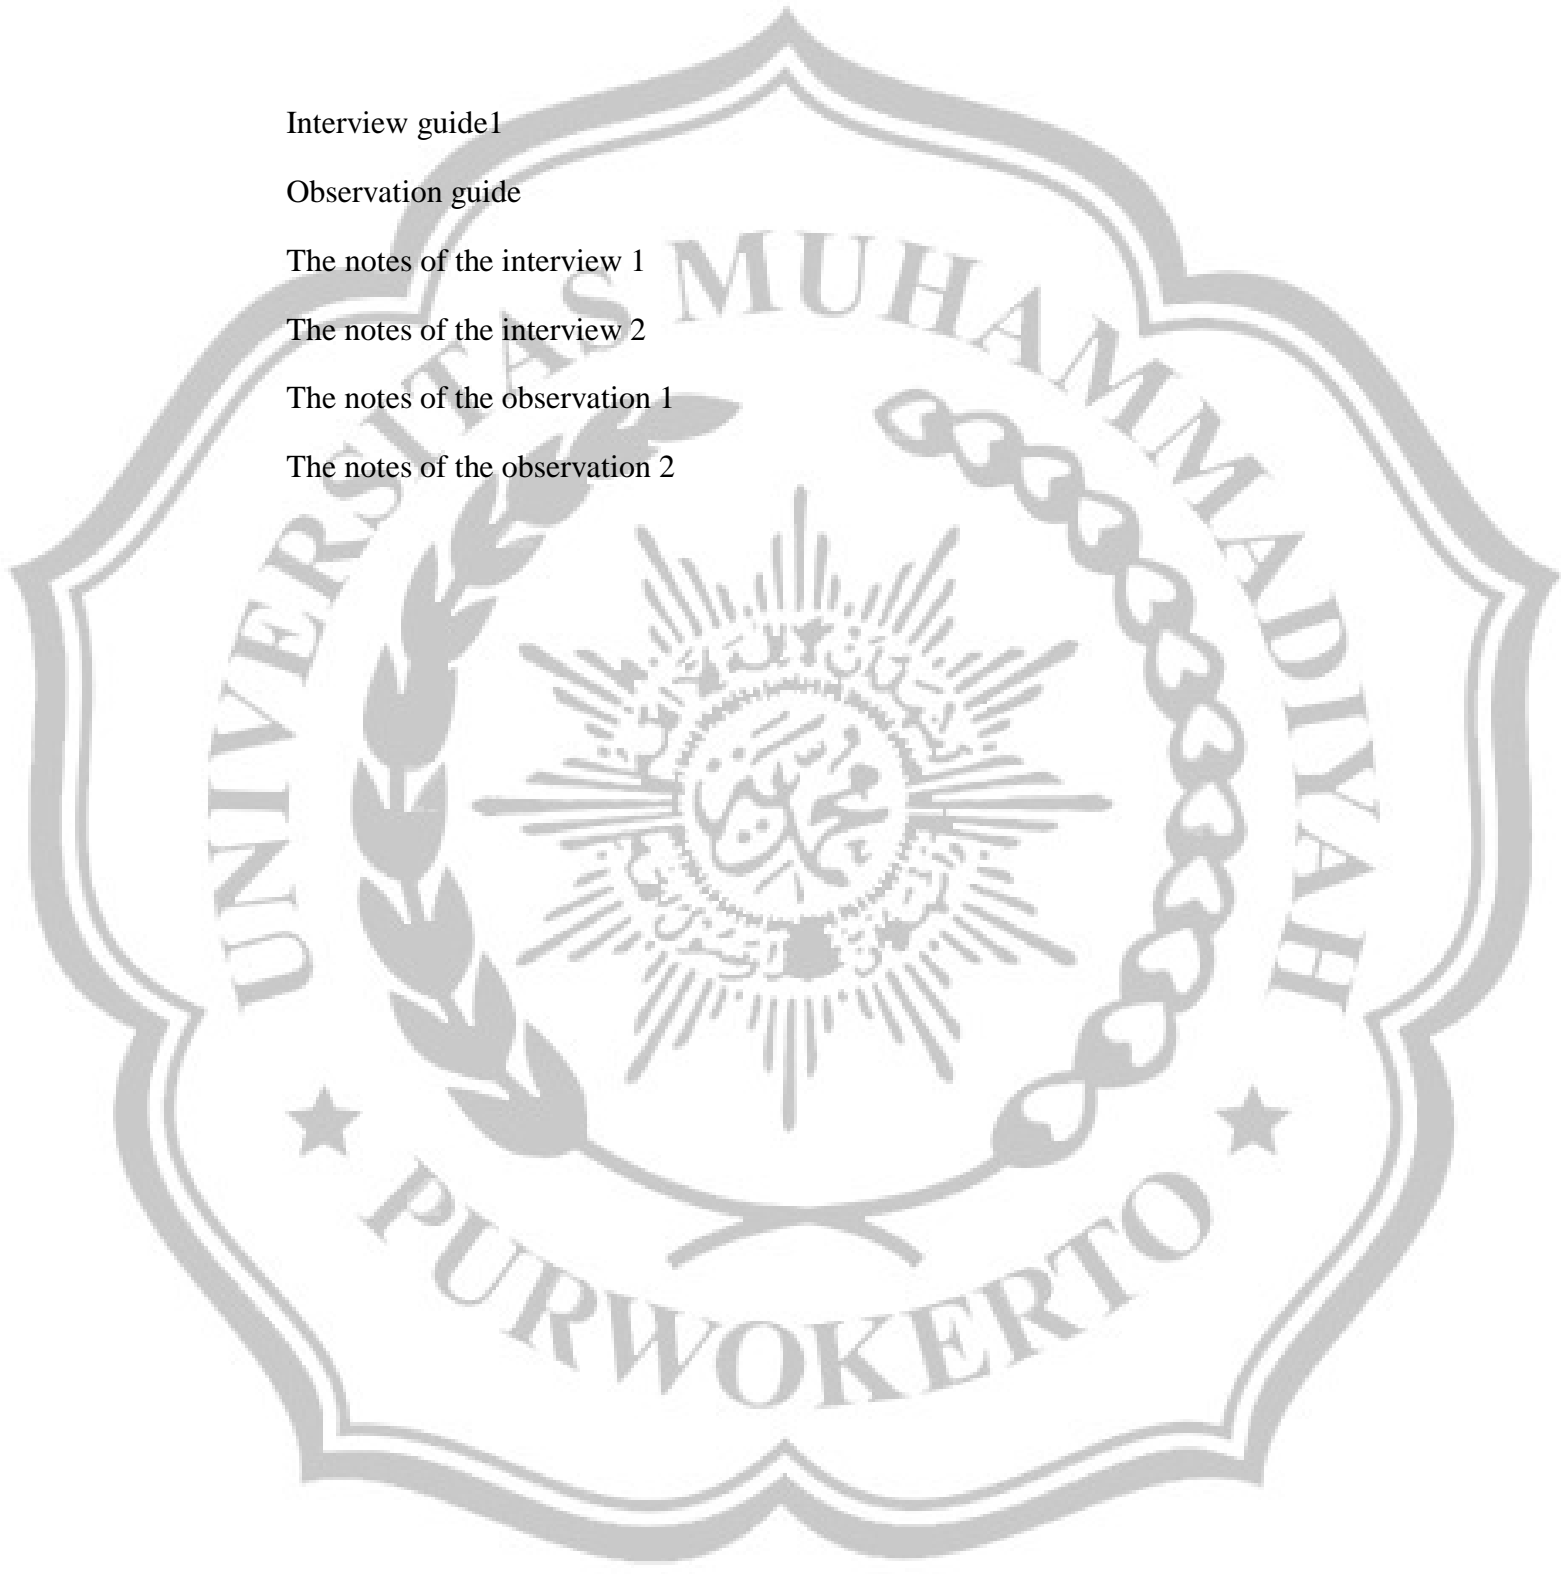 Interview guide1
Observation guide
The notes of the interview 1
The notes of the interview 2
The notes of the observation 1
The notes of the observation 2
UNIVERSITAS MUHAMMADIYAH
PURWOKERTO
محمدية